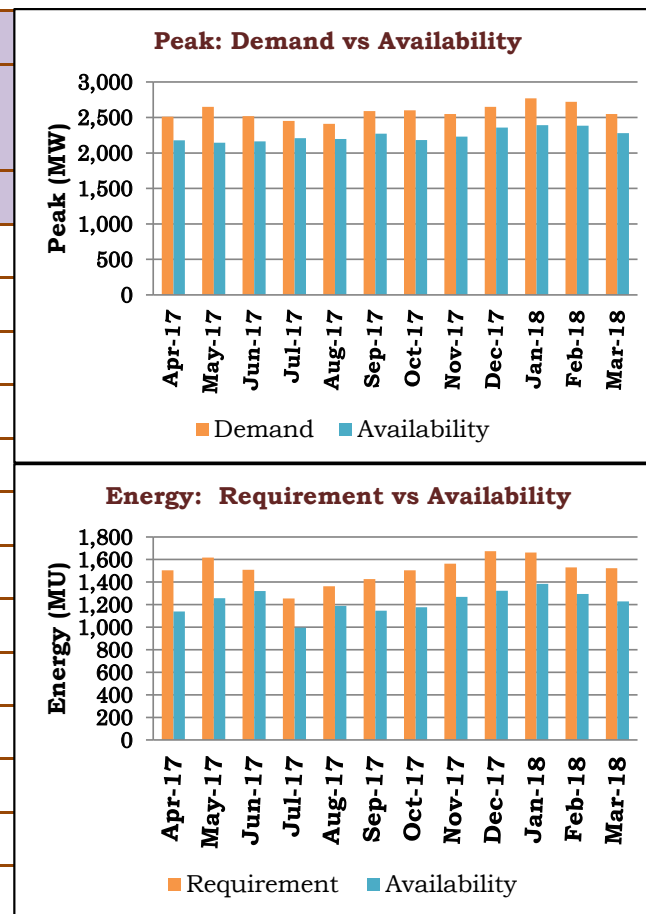 Peak: Demand vs Availability
3,000
2,500
2,000
1,500
1,000
500
0
Peak (MW)
Apr-17
May-17
Jun-17
Jul-17
Aug-17
Sep-17
Oct-17
Nov-17
Dec-17
Jan-18
Feb-18
Mar-18
Demand Availability
Energy: Requirement vs Availability
1,800
1,600
1,400
1,200
1,000
800
600
400
200
0
Energy (MU)
Apr-17
May-17
Jun-17
Jul-17
Aug-17
Sep-17
Oct-17
Nov-17
Dec-17
Jan-18
Feb-18
Mar-18
Requirement Availability